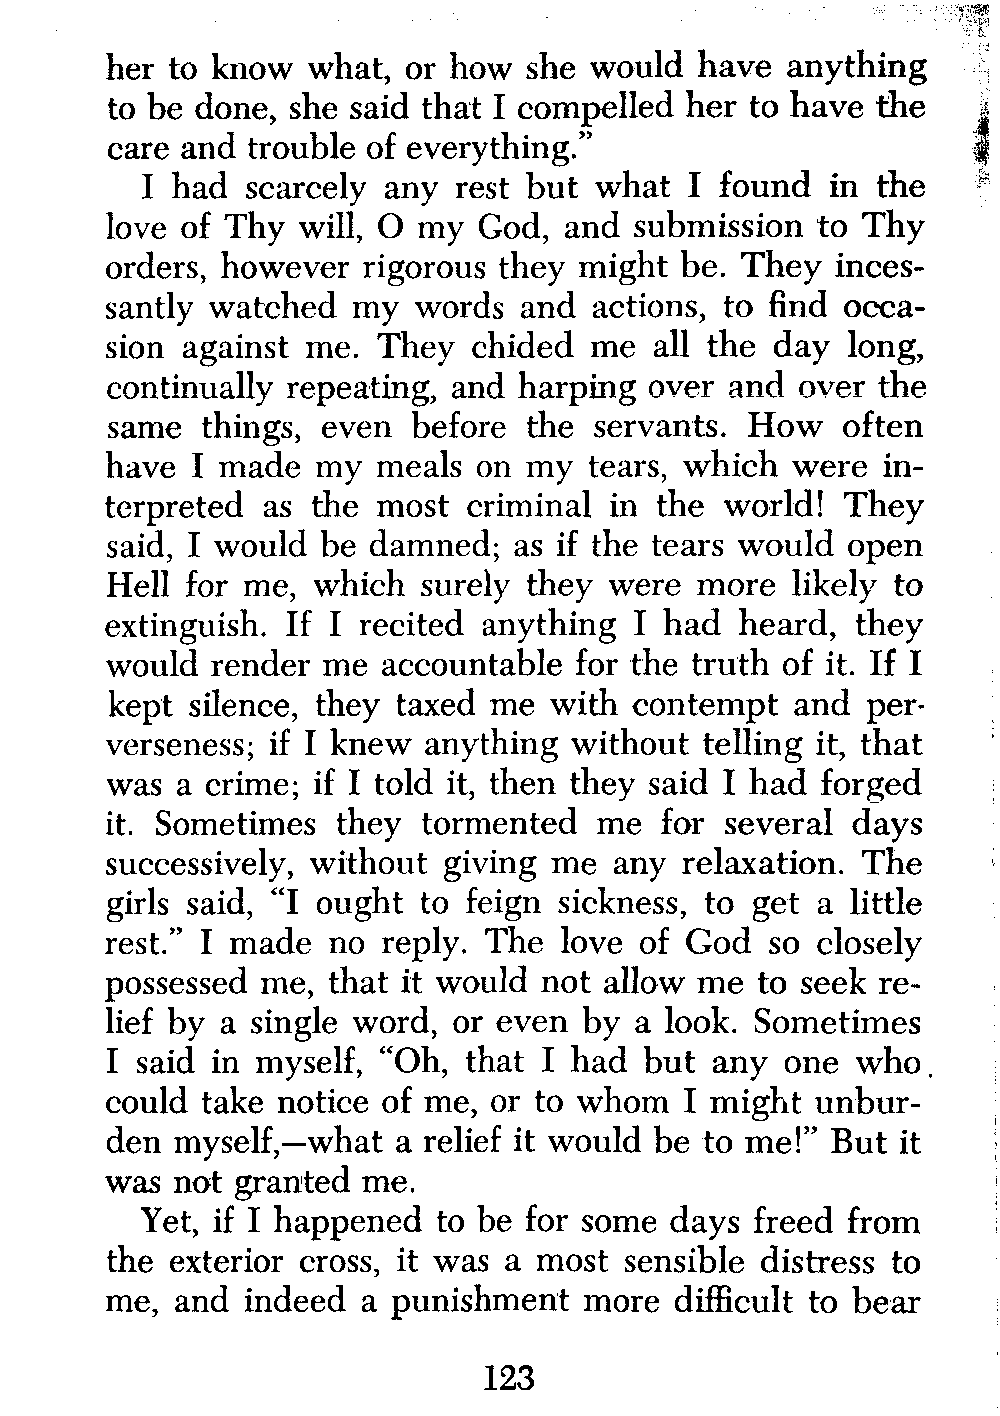 her to know what, or how she would have anything
to be done, she said that I compelled her to have the
care and trouble of everything.”
I had scarcely any rest but what I found in the
love of Thy will, O my God, and submission to Thy
orders, however rigorous they might be. They inces-
santly watched my words and actions, to find occa-
sion against me. They chided me all the day long,
continually repeating, and harping over and over the
same things, even before the servants. How often
have I made my meals on my tears, which were in-
terpreted as the most criminal in the world! They
said, I would be damned; as if the tears would open
Hell for me, which surely they were more likely to
extinguish. If I recited anything I had heard, they
would render me accountable for the truth of it. If I
kept silence, they taxed me with contempt and per-
verseness; if I knew anything without telling it, that
was a crime; if I told it, then they said I had forged
it. Sometimes they tormented me for several days
successively, without giving me any relaxation. The
girls said, “I ought to feign sickness, to get a little
rest.” I made no reply. The love of God so closely
possessed me, that it would not allow me to seek re-
lief by a single word, or even by a look. Sometimes
I said in myself, “Oh, that I had but any one who
could take notice of me, or to whom I might unbur-
den myself,—what a relief it would be to me!” But it
was not granted me.
Yet, if I happened to be for some days freed from
the exterior cross, it was a most sensible distress to
me, and indeed a punishment more difficult to bear
123